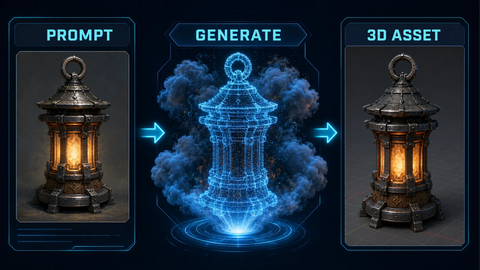 PROMPT
GENERATE
3D ASSET